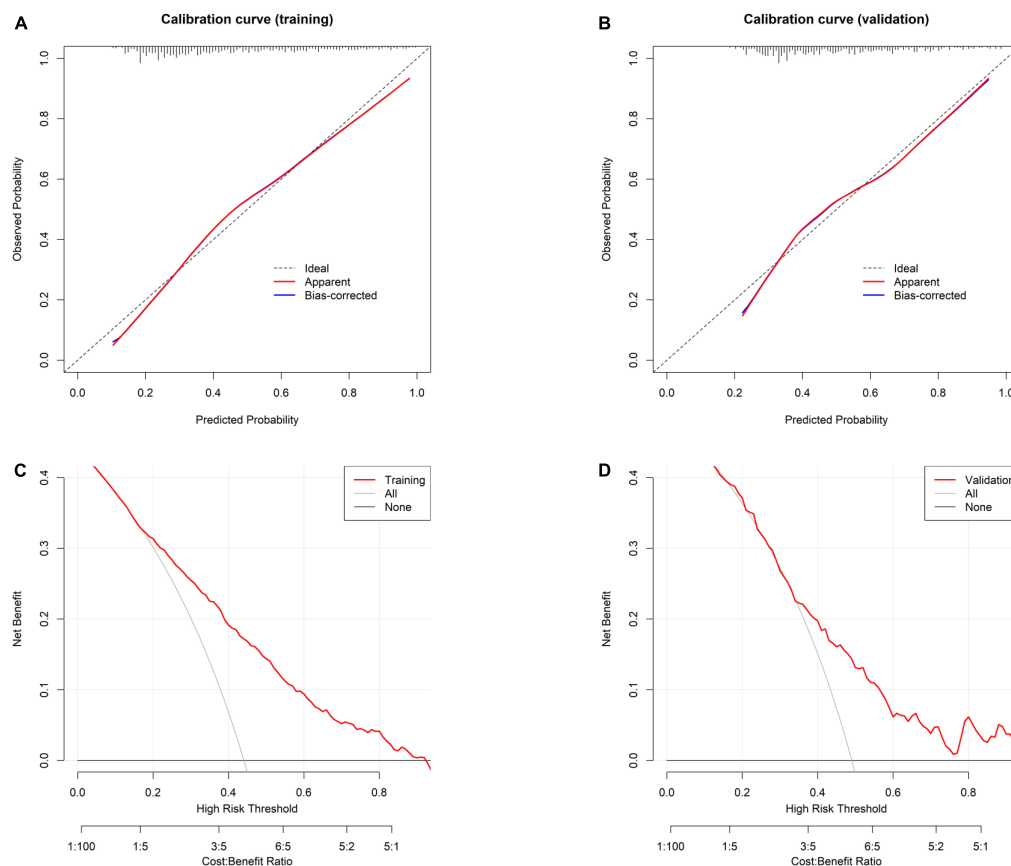 A
Calibration curve (training)
1.0
0.8
0.6
0.4
0.2
0.0
Observed Porbability
Ideal
Apparent
Bias-corrected
0.0 0.2 0.4 0.6 0.8 1.0
Predicted Probability
B
Calibration curve (validation)
1.0
0.8
0.6
0.4
0.2
0.0
Observed Porbability
Ideal
Apparent
Bias-corrected
0.0 0.2 0.4 0.6 0.8 1.0
Predicted Probability
C
0.4
0.3
0.2
0.1
0.0
Net Benefit
Training
All
None
0.0 0.2 0.4 0.6 0.8
High Risk Threshold
1:100 1:5 3:5 6:5 5:2 5:1
Cost:Benefit Ratio
D
0.4
0.3
0.2
0.1
0.0
Net Benefit
Validation
All
None
0.0 0.2 0.4 0.6 0.8
High Risk Threshold
1:100 1:5 3:5 6:5 5:2 5:1
Cost:Benefit Ratio